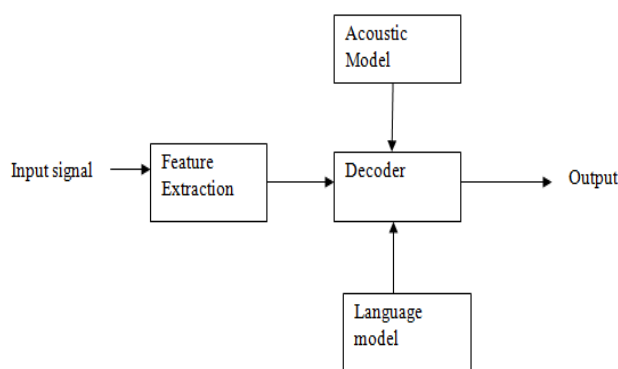 Acoustic
Model
Input signal
Feature
Extraction
Decoder
Output
Language
model